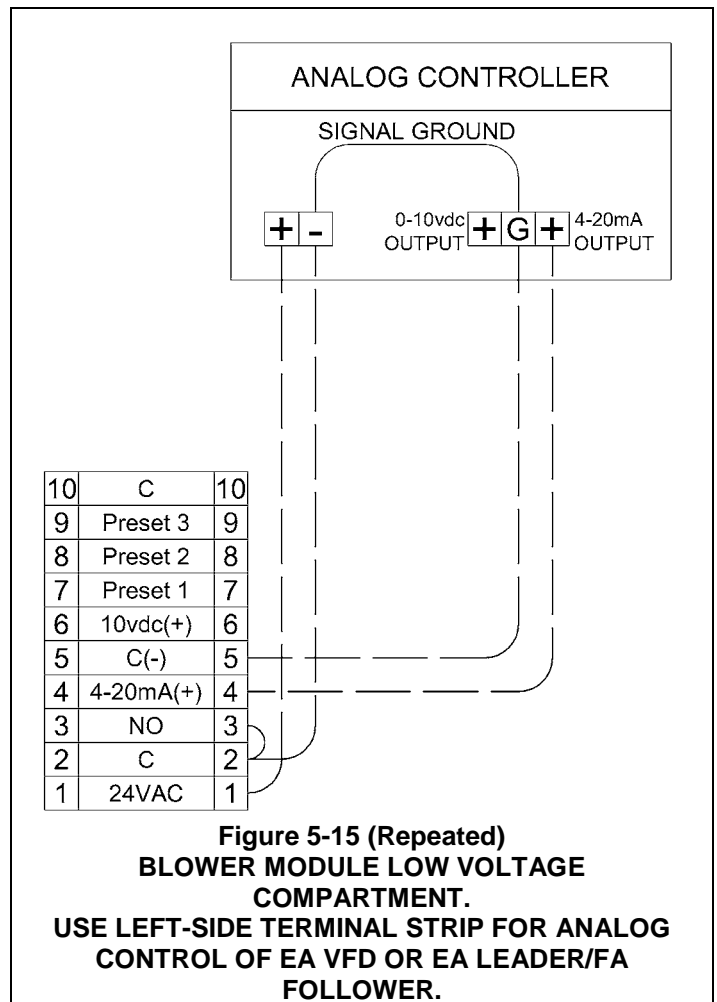 ANALOG CONTROLLER
SIGNAL GROUND
+ -
0-10vdc OUTPUT + G + 4-20mA OUTPUT
10 C 10
9 Preset 3 9
8 Preset 2 8
7 Preset 1 7
6 10vdc(+) 6
5 C(-) 5
4 4-20mA(+) 4
3 NO 3
2 C 2
1 24VAC 1
Figure 5-15 (Repeated)
BLOWER MODULE LOW VOLTAGE
COMPARTMENT.
USE LEFT-SIDE TERMINAL STRIP FOR ANALOG
CONTROL OF EA VFD OR EA LEADER/FA
FOLLOWER.